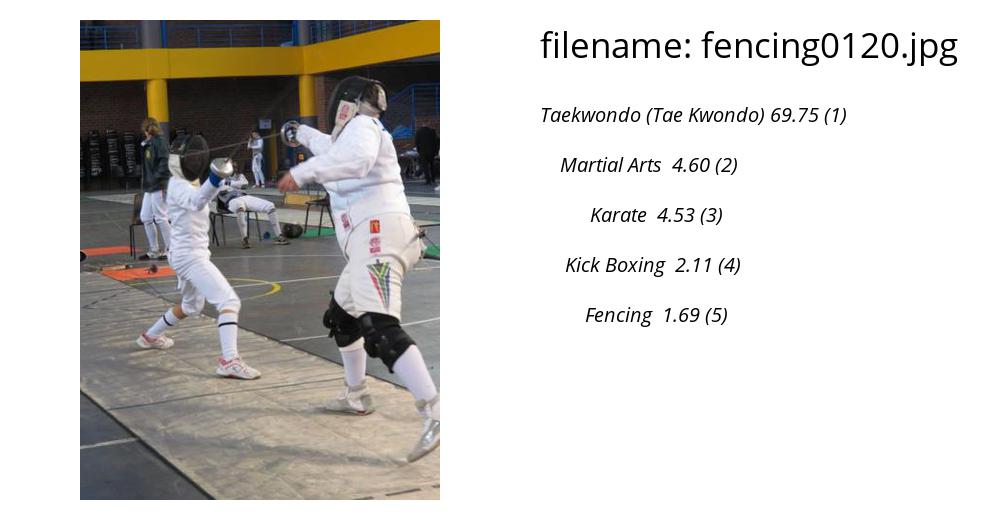 filename: fencing0120.jpg
Taekwondo (Tae Kwondo) 69.75 (1)
Martial Arts 4.60 (2)
Karate 4.53 (3)
Kick Boxing 2.11 (4)
Fencing 1.69 (5)